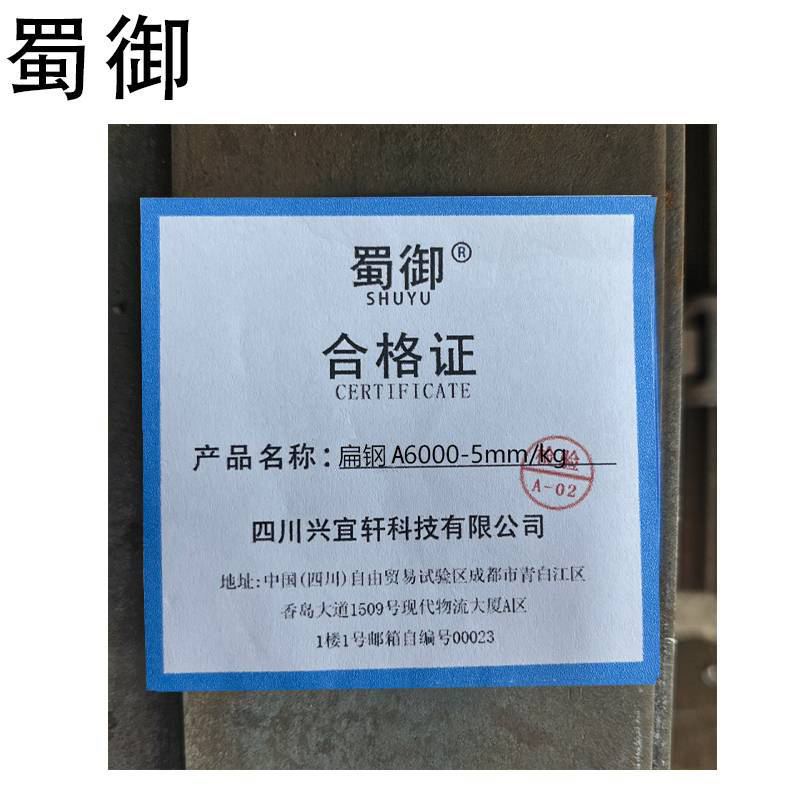 蜀御
蜀御®
SHUYU
合格证
CERTIFICATE
产品名称：扁钢 A6000-5mm/kg
检验
A-02
四川兴宜轩科技有限公司
地址:中国(四川)自由贸易试验区成都市青白江区
香岛大道1509号现代物流大厦A区
1楼1号邮箱自编号00023